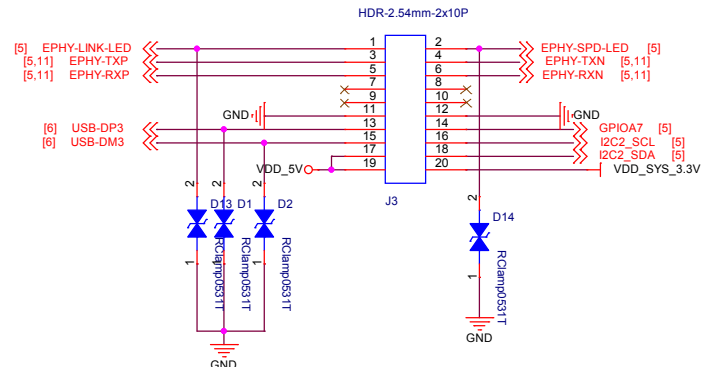 HDR-2.54mm-2x10P
[5] EPHY-LINK-LED 1 2 EPHY-SPD-LED [5]
[5,11] EPHY-TXP 3 4 EPHY-TXN [5,11]
[5,11] EPHY-RXP 5 6 EPHY-RXN [5,11]
7 8
9 10
GND 11 12 GND
[6] USB-DP3 13 14 GPIOA7 [5]
[6] USB-DM3 15 16 I2C2_SCL [5]
17 18 I2C2_SDA [5]
VDD_5V 19 20 VDD_SYS_3.3V
J3
2 2 2 2
D13 D1 D2 D14
RClamp0531T RClamp0531T RClamp0531T RClamp0531T
1 1 1 1
GND GND